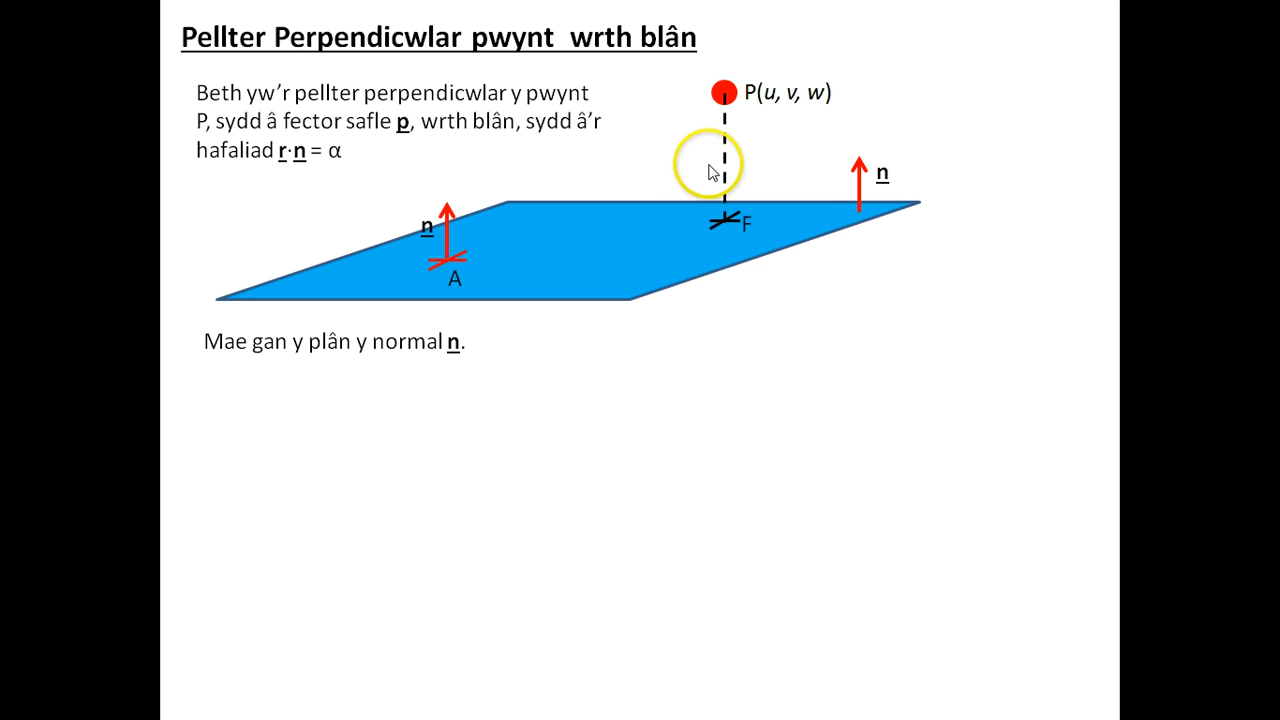 Pellter Perpendicwlar pwynt wrth blân
Beth yw'r pellter perpendicwlar y pwynt
P, sydd â fector safle p, wrth blân, sydd â'r
hafaliad r·n = α
P(u, v, w)
n
n
F
A
Mae gan y plân y normal n.